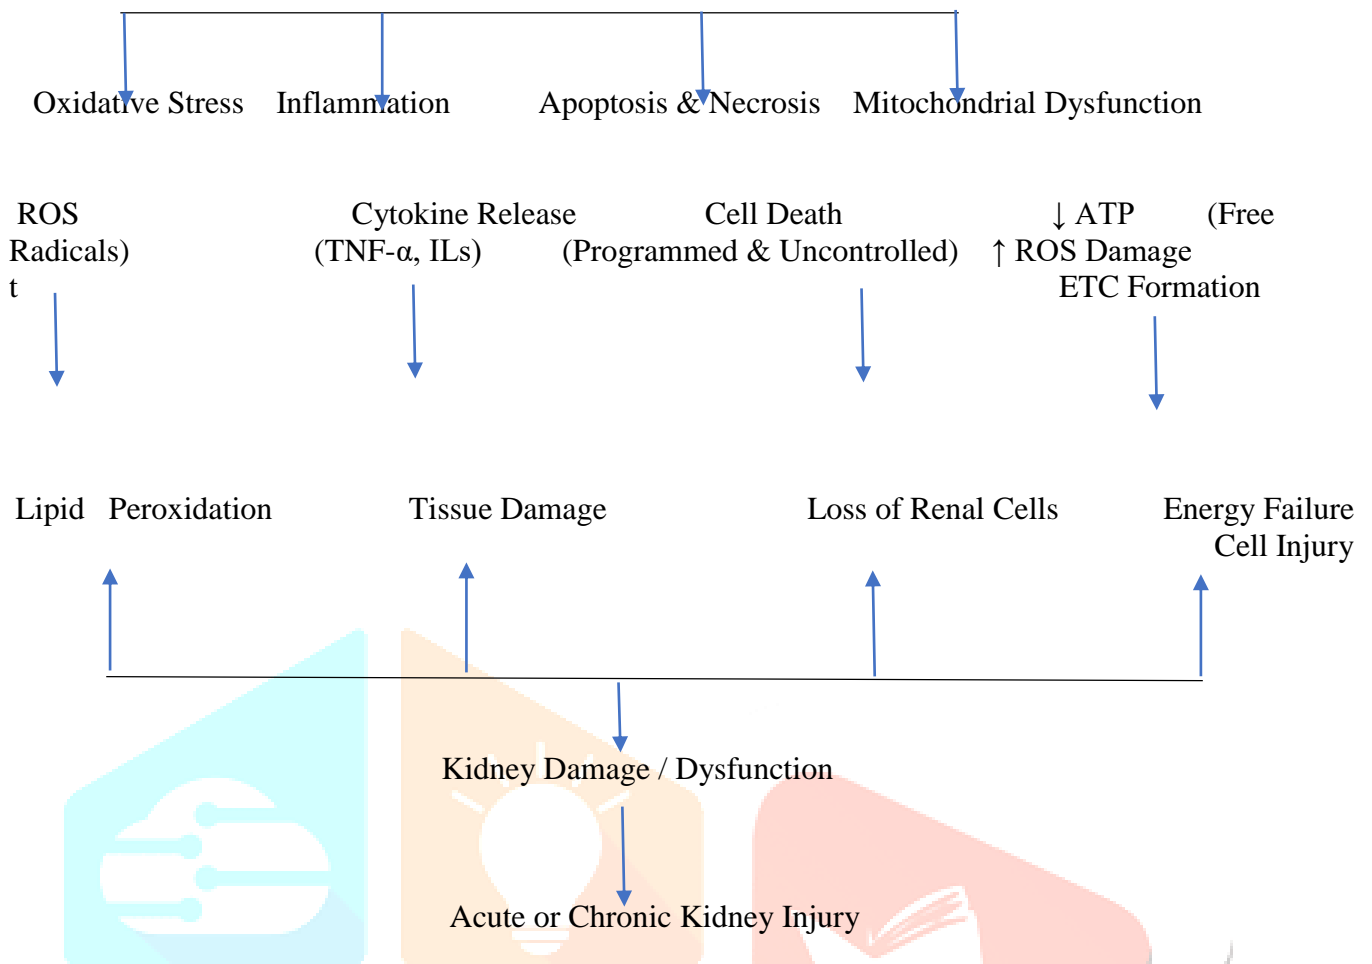 Oxidative Stress Inflammation Apoptosis & Necrosis Mitochondrial Dysfunction
ROS Cytokine Release Cell Death ↓ ATP (Free
Radicals) (TNF-α, ILs) (Programmed & Uncontrolled) ↑ ROS Damage
t ETC Formation
Lipid Peroxidation Tissue Damage Loss of Renal Cells Energy Failure
Cell Injury
Kidney Damage / Dysfunction
Acute or Chronic Kidney Injury